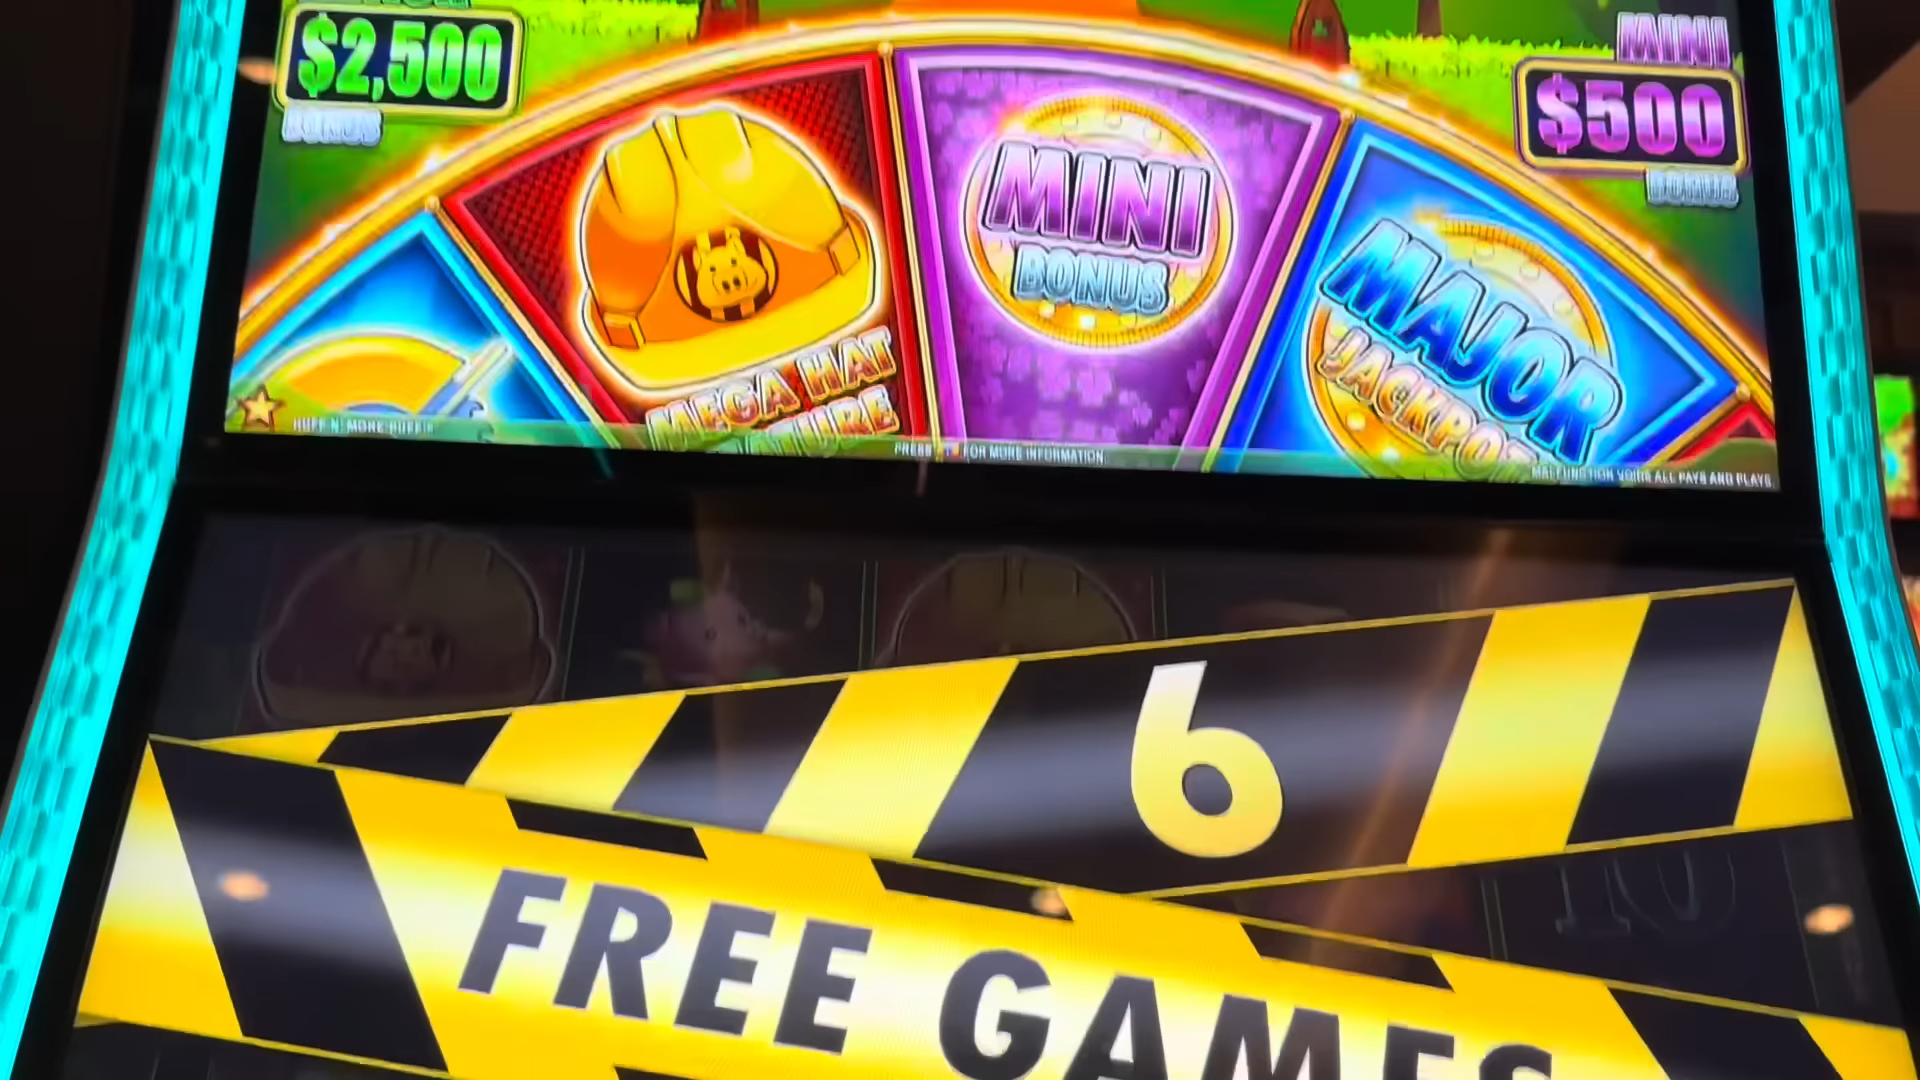 $2,500
BONUS
MINI
$500
BONUS
MINI
BONUS
MAJOR
JACKPOT
MEGA HAT
HUFF N' MORE PUFF
PRESS
FOR MORE INFORMATION.
MALFUNCTION VOIDS ALL PAYS AND PLAYS.
6
FREE GAMES
10